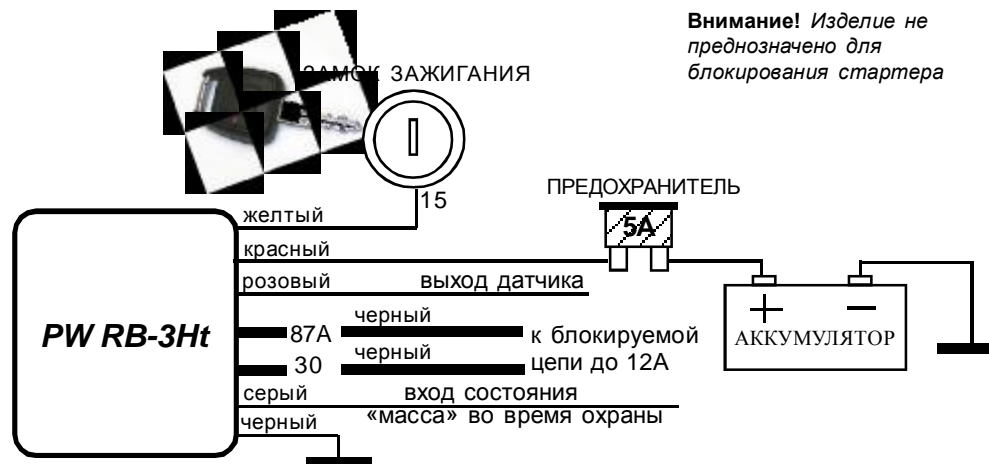 Внимание! Изделие не
преднозначено для
блокирования стартера
ЗАМОК ЗАЖИГАНИЯ
15
ПРЕДОХРАНИТЕЛЬ
5А
желтый
красный
розовый
выход датчика
PW RB-3Ht
87А
черный
к блокируемой
30
черный
цепи до 12А
серый
вход состояния
черный
«масса» во время охраны
+ −
АККУМУЛЯТОР